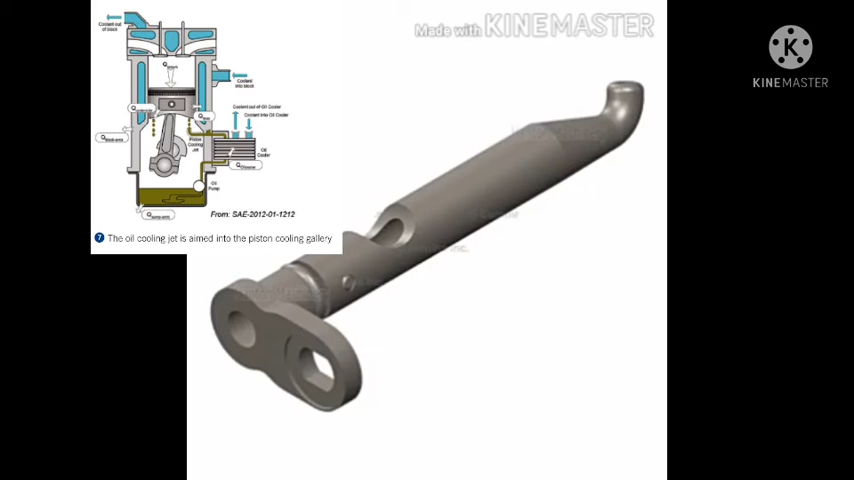 Coolant out
of block
Coolant
into block
Coolant out of Oil Cooler
Coolant into Oil Cooler
Piston
Cooling
Jet
Oil
Cooler
Oil
Pump
From: SAE-2012-01-1212
7 The oil cooling jet is aimed into the piston cooling gallery
Made with KINEMASTER
K
KINEMASTER